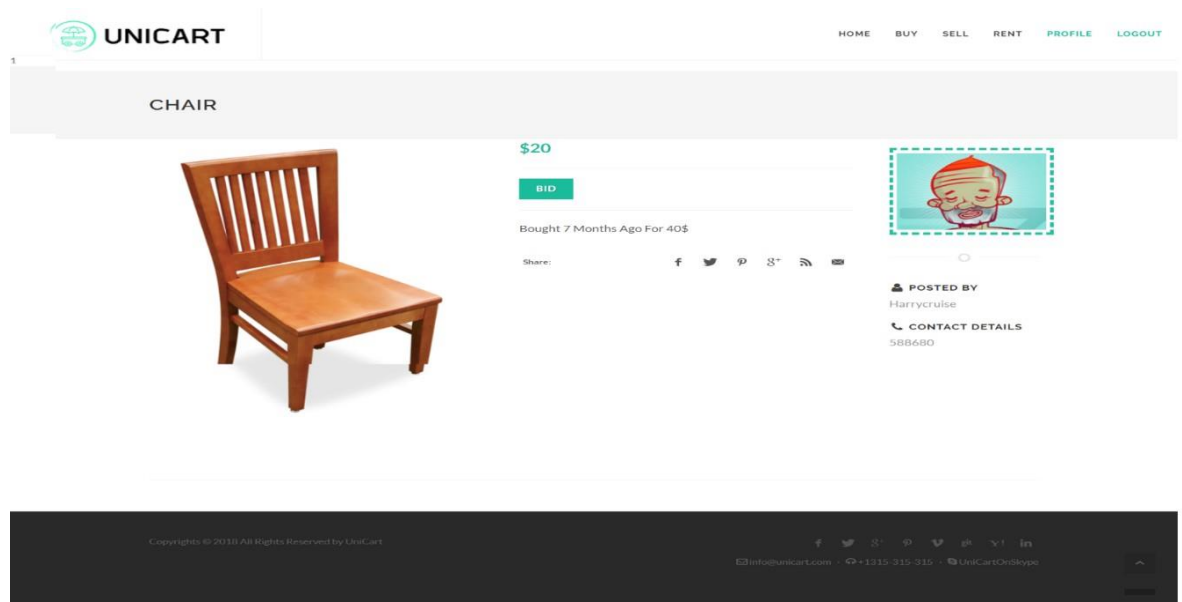 UNICART
HOME BUY SELL RENT PROFILE LOGOUT
1
CHAIR
$20
BID
Bought 7 Months Ago For 40$
Share:
POSTED BY
Harrycruise
CONTACT DETAILS
588680
Copyrights © 2018 All Rights Reserved by UniCart
info@unicart.com · +1315-315-315 · UniCartOnSkype